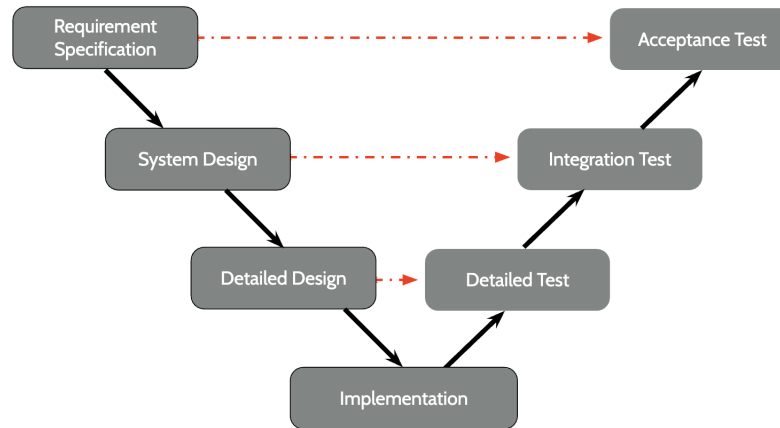 Requirement
Specification
Acceptance Test
System Design
Integration Test
Detailed Design
Detailed Test
Implementation